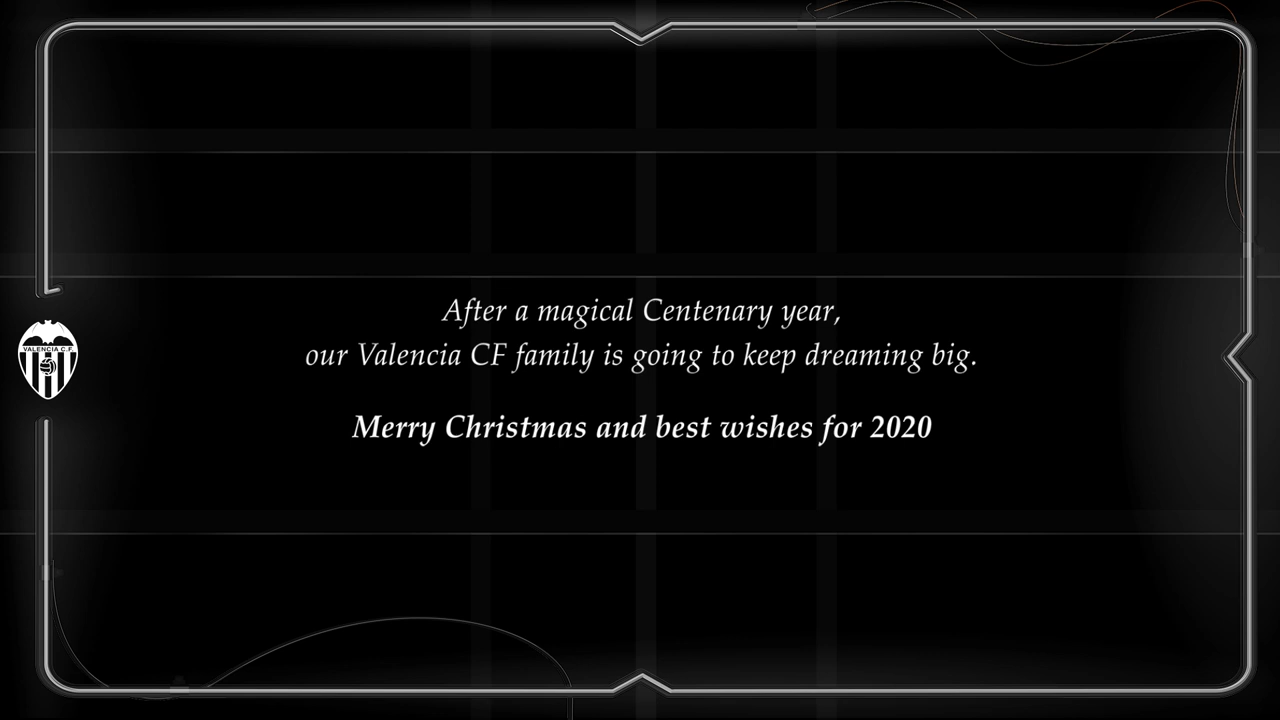 After a magical Centenary year,
our Valencia CF family is going to keep dreaming big.
Merry Christmas and best wishes for 2020
VALENCIA C.F.